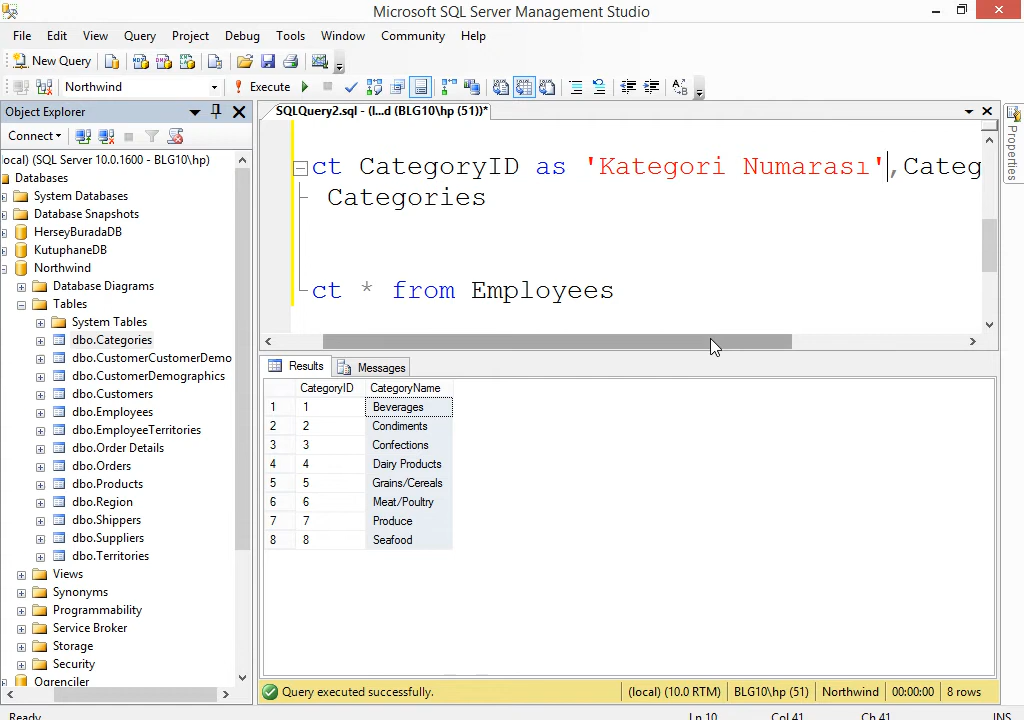 Microsoft SQL Server Management Studio
File Edit View Query Project Debug Tools Window Community Help
New Query
Northwind Execute
Object Explorer
SQLQuery2.sql - (l...d (BLG10\hp (51))*
Connect
ocal) (SQL Server 10.0.1600 - BLG10\hp)
Databases
System Databases
Database Snapshots
HerseyBuradaDB
KutuphaneDB
Northwind
Database Diagrams
Tables
System Tables
dbo.Categories
dbo.CustomerCustomerDemo
dbo.CustomerDemographics
dbo.Customers
dbo.Employees
dbo.EmployeeTerritories
dbo.Order Details
dbo.Orders
dbo.Products
dbo.Region
dbo.Shippers
dbo.Suppliers
dbo.Territories
Views
Synonyms
Programmability
Service Broker
Storage
Security
Ogrenciler
ct CategoryID as 'Kategori Numarası',Categ
Categories
ct * from Employees
Properties
Results Messages
CategoryID CategoryName
1 1 Beverages
2 2 Condiments
3 3 Confections
4 4 Dairy Products
5 5 Grains/Cereals
6 6 Meat/Poultry
7 7 Produce
8 8 Seafood
Query executed successfully. (local) (10.0 RTM) BLG10\hp (51) Northwind 00:00:00 8 rows
Ready Ln 10 Col 41 Ch 41 INS